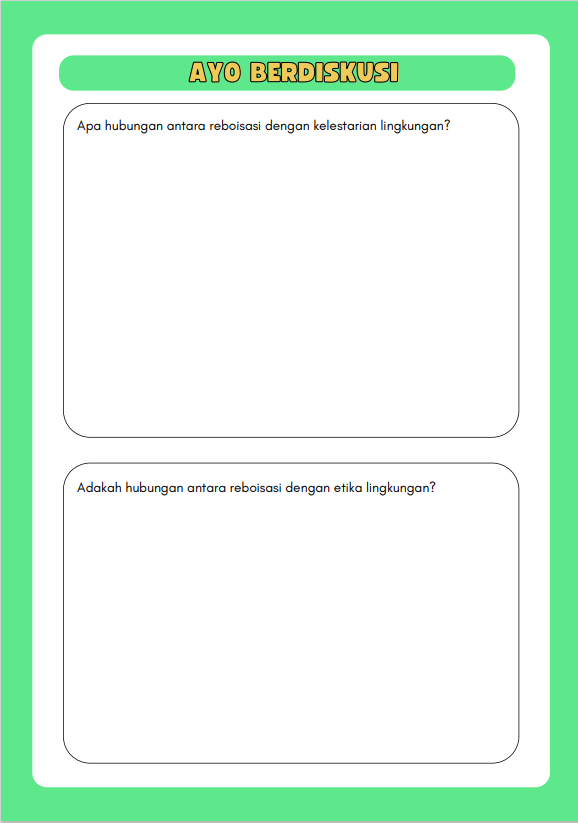 AYO BERDISKUSI
Apa hubungan antara reboisasi dengan kelestarian lingkungan?
Adakah hubungan antara reboisasi dengan etika lingkungan?